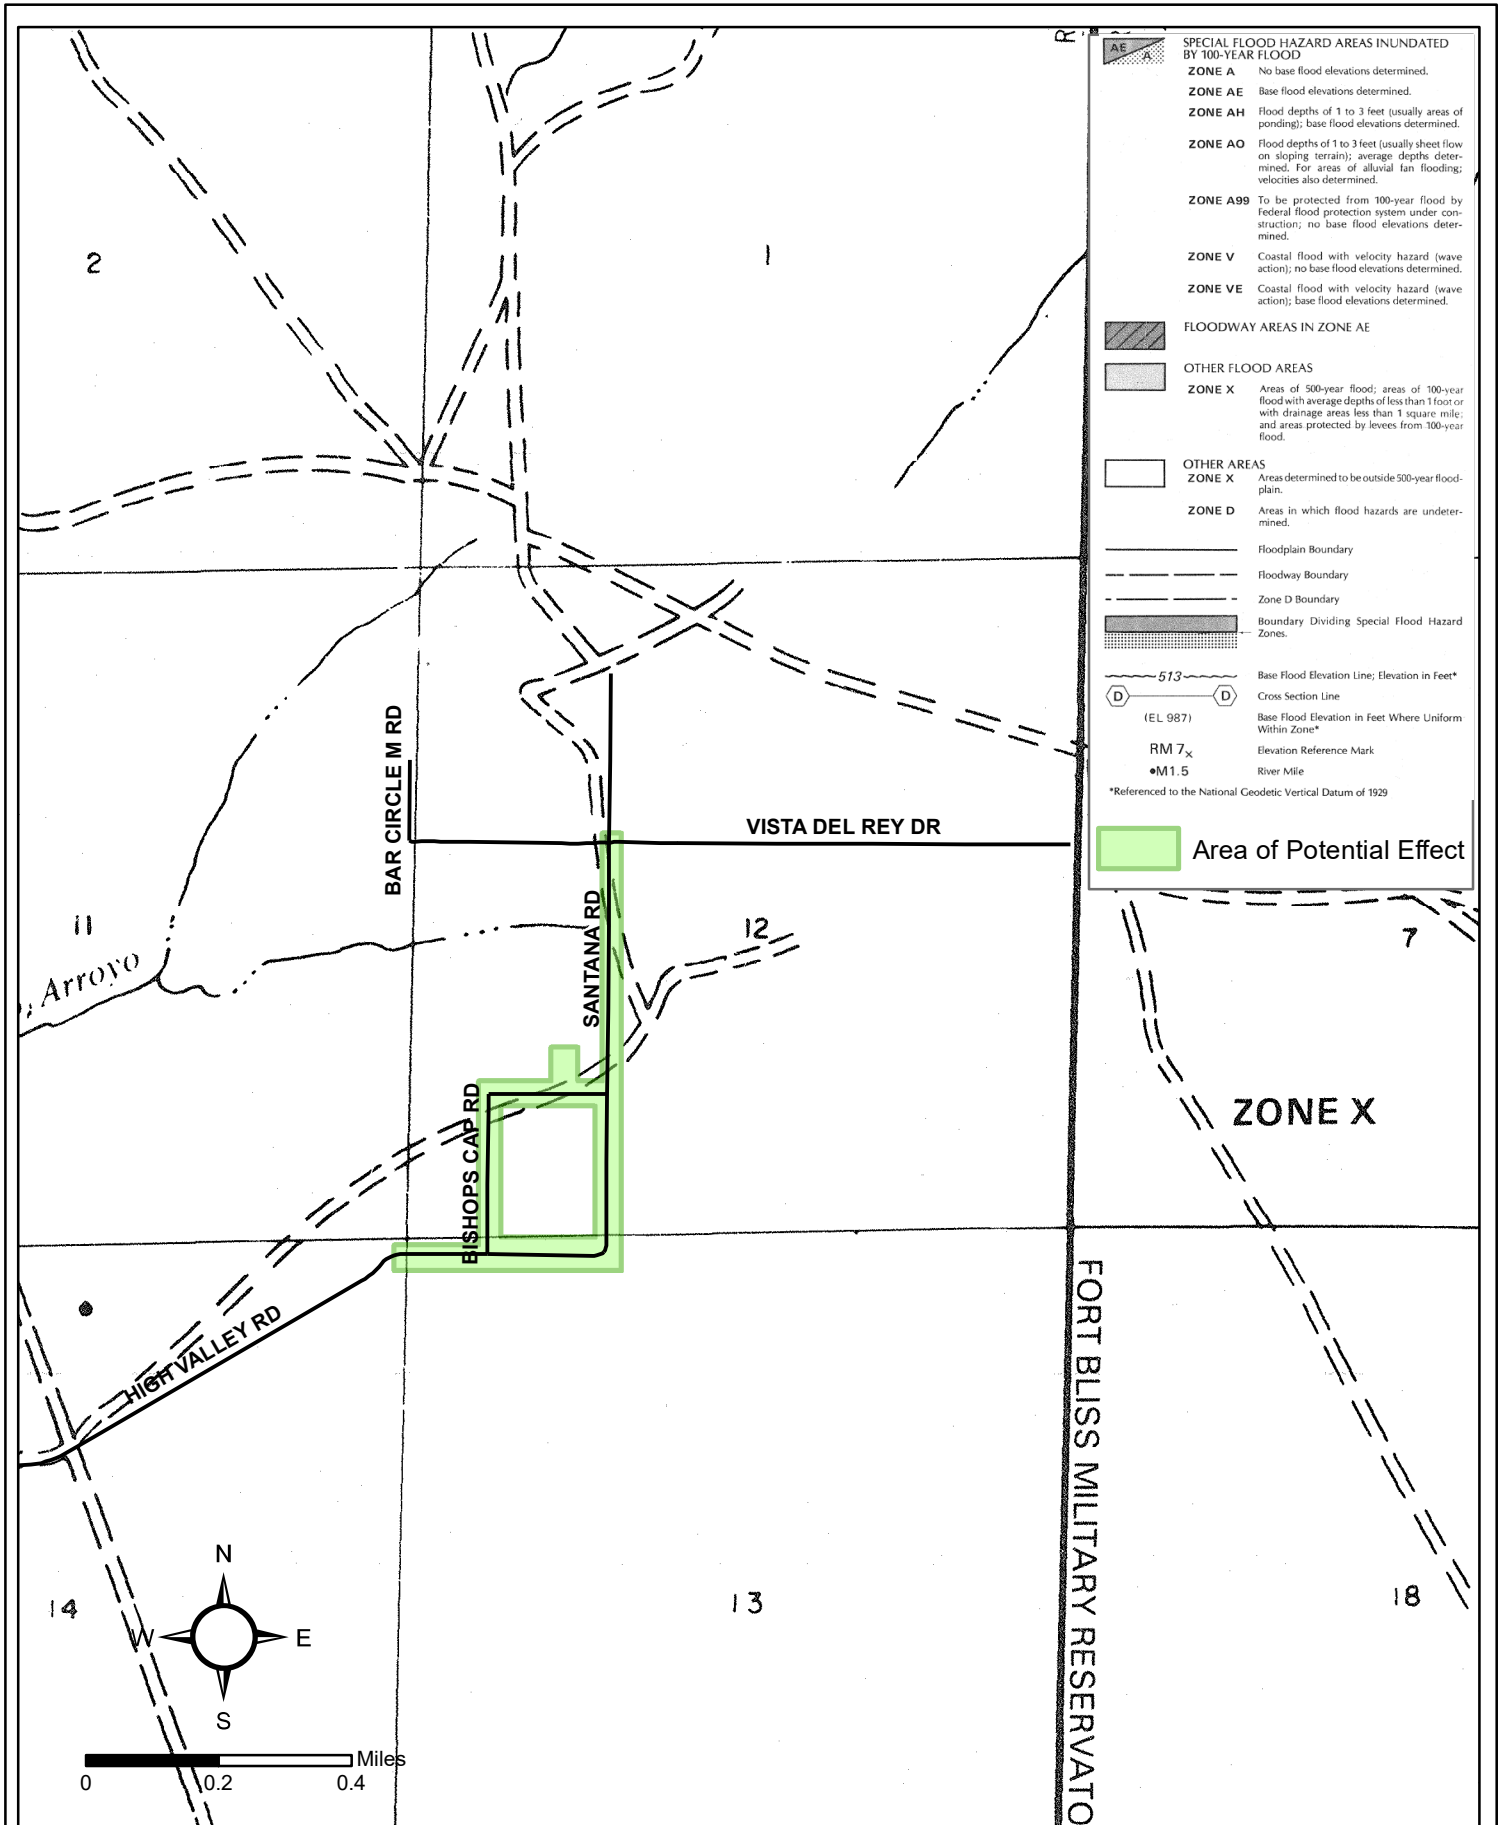 AE
A
SPECIAL FLOOD HAZARD AREAS INUNDATED
BY 100-YEAR FLOOD
ZONE A No base flood elevations determined.
ZONE AE Base flood elevations determined.
ZONE AH Flood depths of 1 to 3 feet (usually areas of
ponding); base flood elevations determined.
ZONE AO Flood depths of 1 to 3 feet (usually sheet flow
on sloping terrain); average depths deter-
mined. For areas of alluvial fan flooding;
velocities also determined.
ZONE A99 To be protected from 100-year flood by
Federal flood protection system under con-
struction; no base flood elevations deter-
mined.
ZONE V Coastal flood with velocity hazard (wave
action); no base flood elevations determined.
ZONE VE Coastal flood with velocity hazard (wave
action); base flood elevations determined.
FLOODWAY AREAS IN ZONE AE
OTHER FLOOD AREAS
ZONE X Areas of 500-year flood; areas of 100-year
flood with average depths of less than 1 foot or
with drainage areas less than 1 square mile;
and areas protected by levees from 100-year
flood.
OTHER AREAS
ZONE X Areas determined to be outside 500-year flood-
plain.
ZONE D Areas in which flood hazards are undeter-
mined.
Floodplain Boundary
Floodway Boundary
Zone D Boundary
Boundary Dividing Special Flood Hazard
Zones.
513 Base Flood Elevation Line; Elevation in Feet*
D D Cross Section Line
(EL 987) Base Flood Elevation in Feet Where Uniform
Within Zone*
RM 7x Elevation Reference Mark
•M1.5 River Mile
*Referenced to the National Geodetic Vertical Datum of 1929
Area of Potential Effect
2
1
BAR CIRCLE M RD
VISTA DEL REY DR
11
Arroyo
SANTANA RD
12
7
BISHOPS CAP RD
ZONE X
HIGH VALLEY RD
FORT BLISS MILITARY RESERVATO
14
13
18
N
W
E
S
Miles
0 0.2 0.4